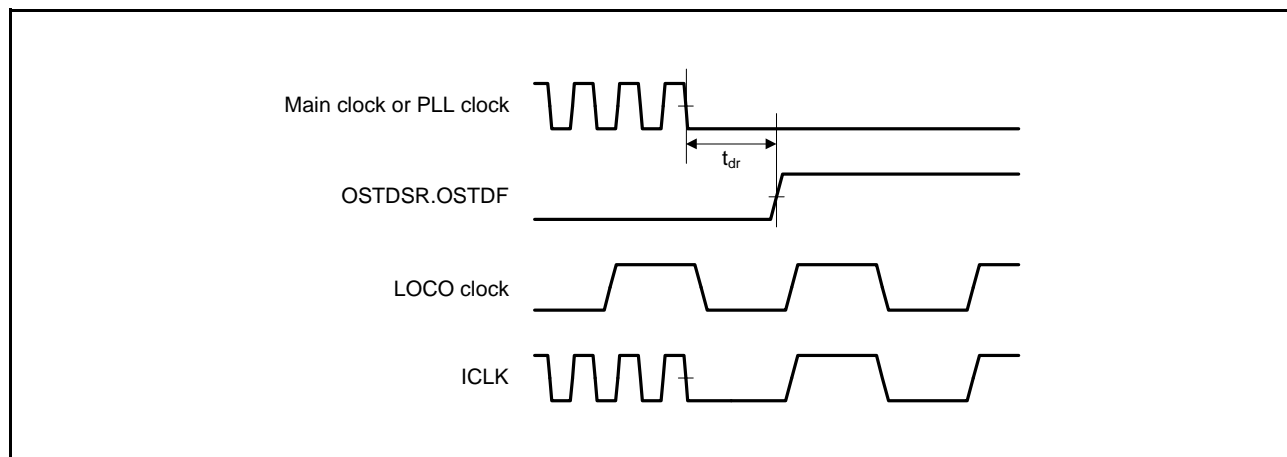 Main clock or PLL clock
tdr
OSTDSR.OSTDF
LOCO clock
ICLK